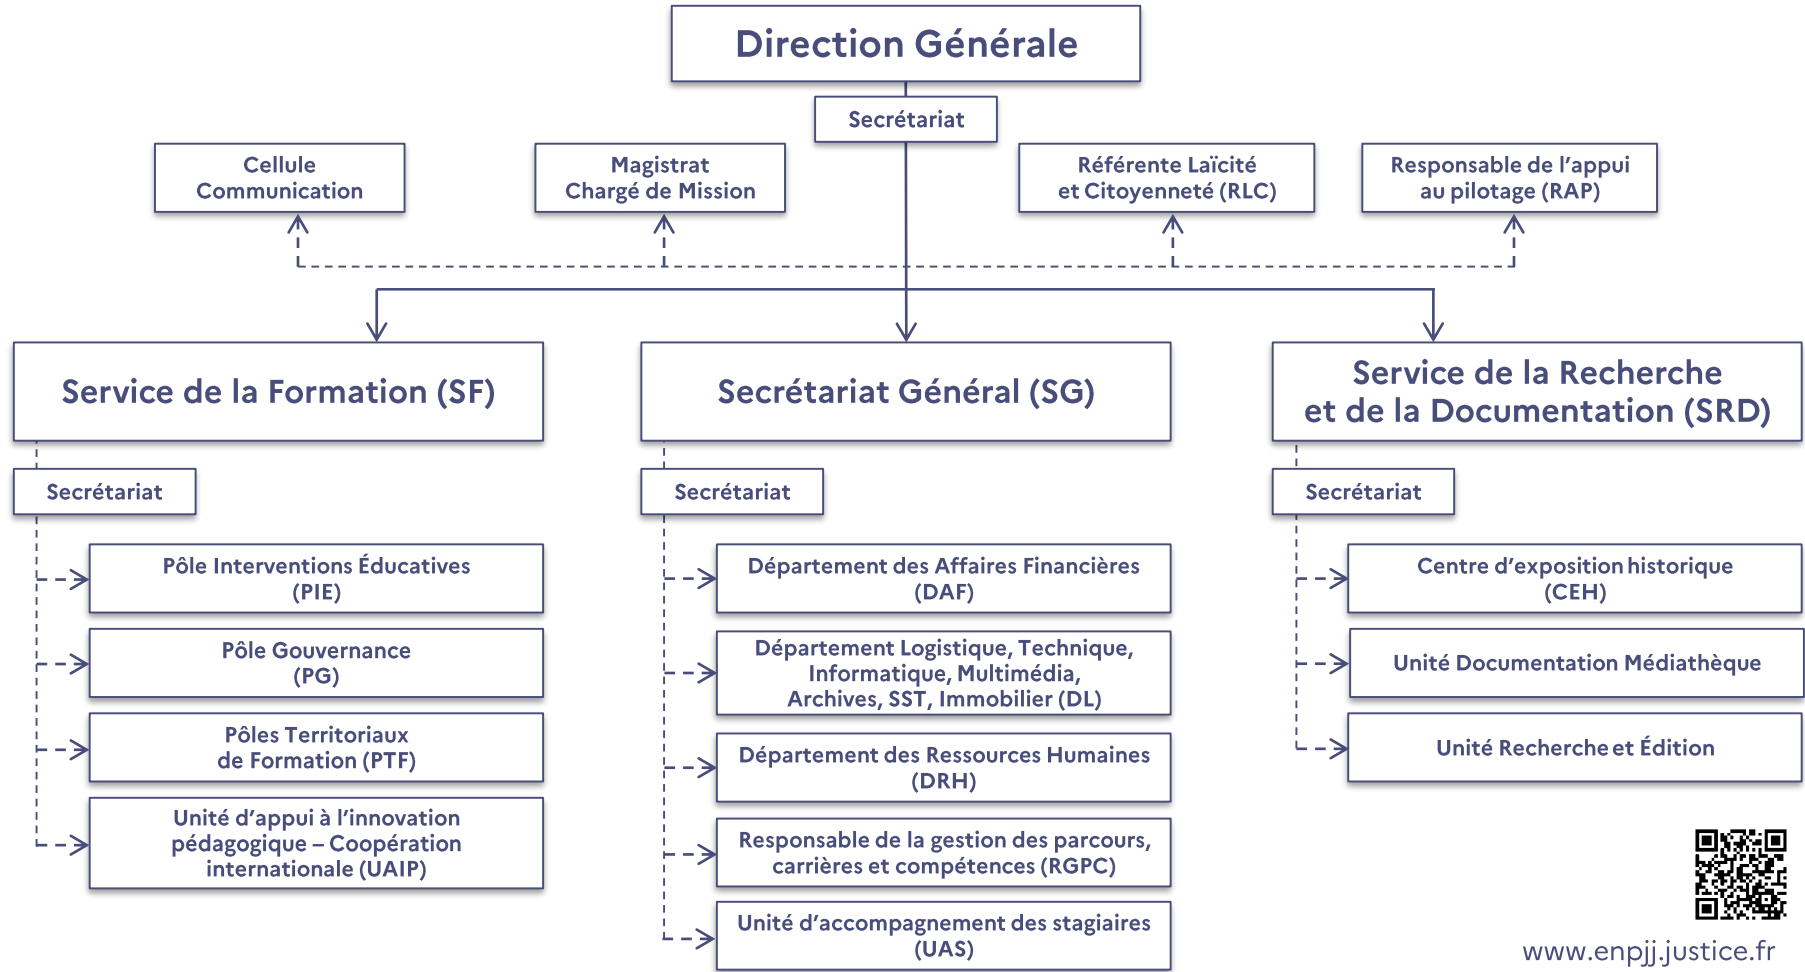 Direction Générale
Secrétariat
Cellule
Communication
Magistrat
Chargé de Mission
Référente Laïcité
et Citoyenneté (RLC)
Responsable de l’appui
au pilotage (RAP)
Service de la Formation (SF)
Secrétariat
Pôle Interventions Éducatives
(PIE)
Pôle Gouvernance
(PG)
Pôles Territoriaux
de Formation (PTF)
Unité d’appui à l’innovation
pédagogique – Coopération
internationale (UAIP)
Secrétariat Général (SG)
Secrétariat
Département des Affaires Financières
(DAF)
Département Logistique, Technique,
Informatique, Multimédia,
Archives, SST, Immobilier (DL)
Département des Ressources Humaines
(DRH)
Responsable de la gestion des parcours,
carrières et compétences (RGPC)
Unité d’accompagnement des stagiaires
(UAS)
Service de la Recherche
et de la Documentation (SRD)
Secrétariat
Centre d’exposition historique
(CEH)
Unité Documentation Médiathèque
Unité Recherche et Édition
www.enpjj.justice.fr